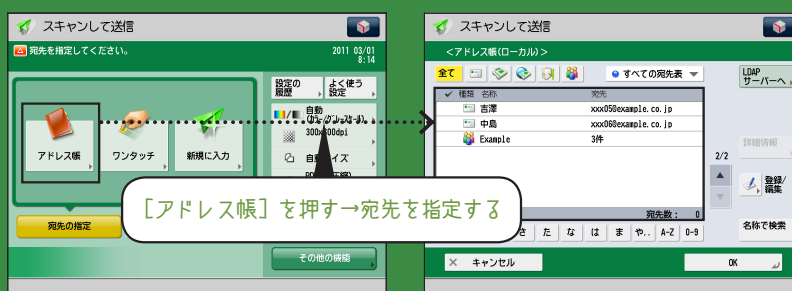 スキャンして送信
宛先を指定してください。
2011 03/01
8:14
アドレス帳
ワンタッチ
新規に入力
設定の
履歴
よく使う
設定
自動
300x300dpi
宛先の指定
その他の機能
[アドレス帳]を押す→宛先を指定する
スキャンして送信
<アドレス帳(ローカル)>
全て
すべての宛先表
LDAP
サーバーへ
種類 名称 宛先
吉澤 xxx05@example.co.jp
中島 xxx06@example.co.jp
Example 3件
2/2
詳細情報
登録/
編集
宛先数: 0
さ た な は ま や.. A-Z 0-9
名称で検索
キャンセル
OK